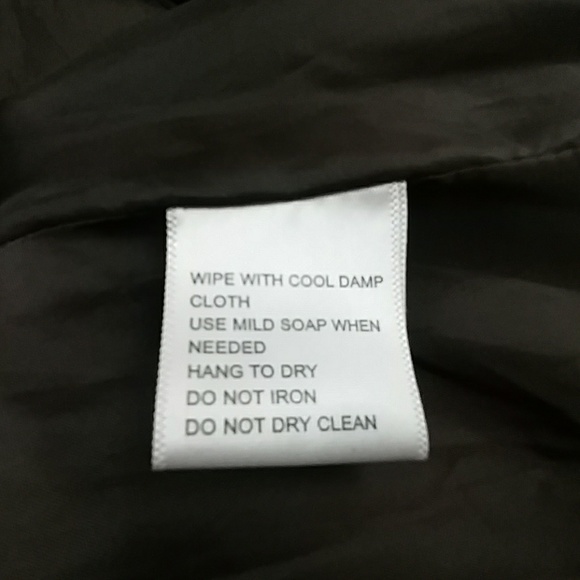 WIPE WITH COOL DAMP
CLOTH
USE MILD SOAP WHEN
NEEDED
HANG TO DRY
DO NOT IRON
DO NOT DRY CLEAN